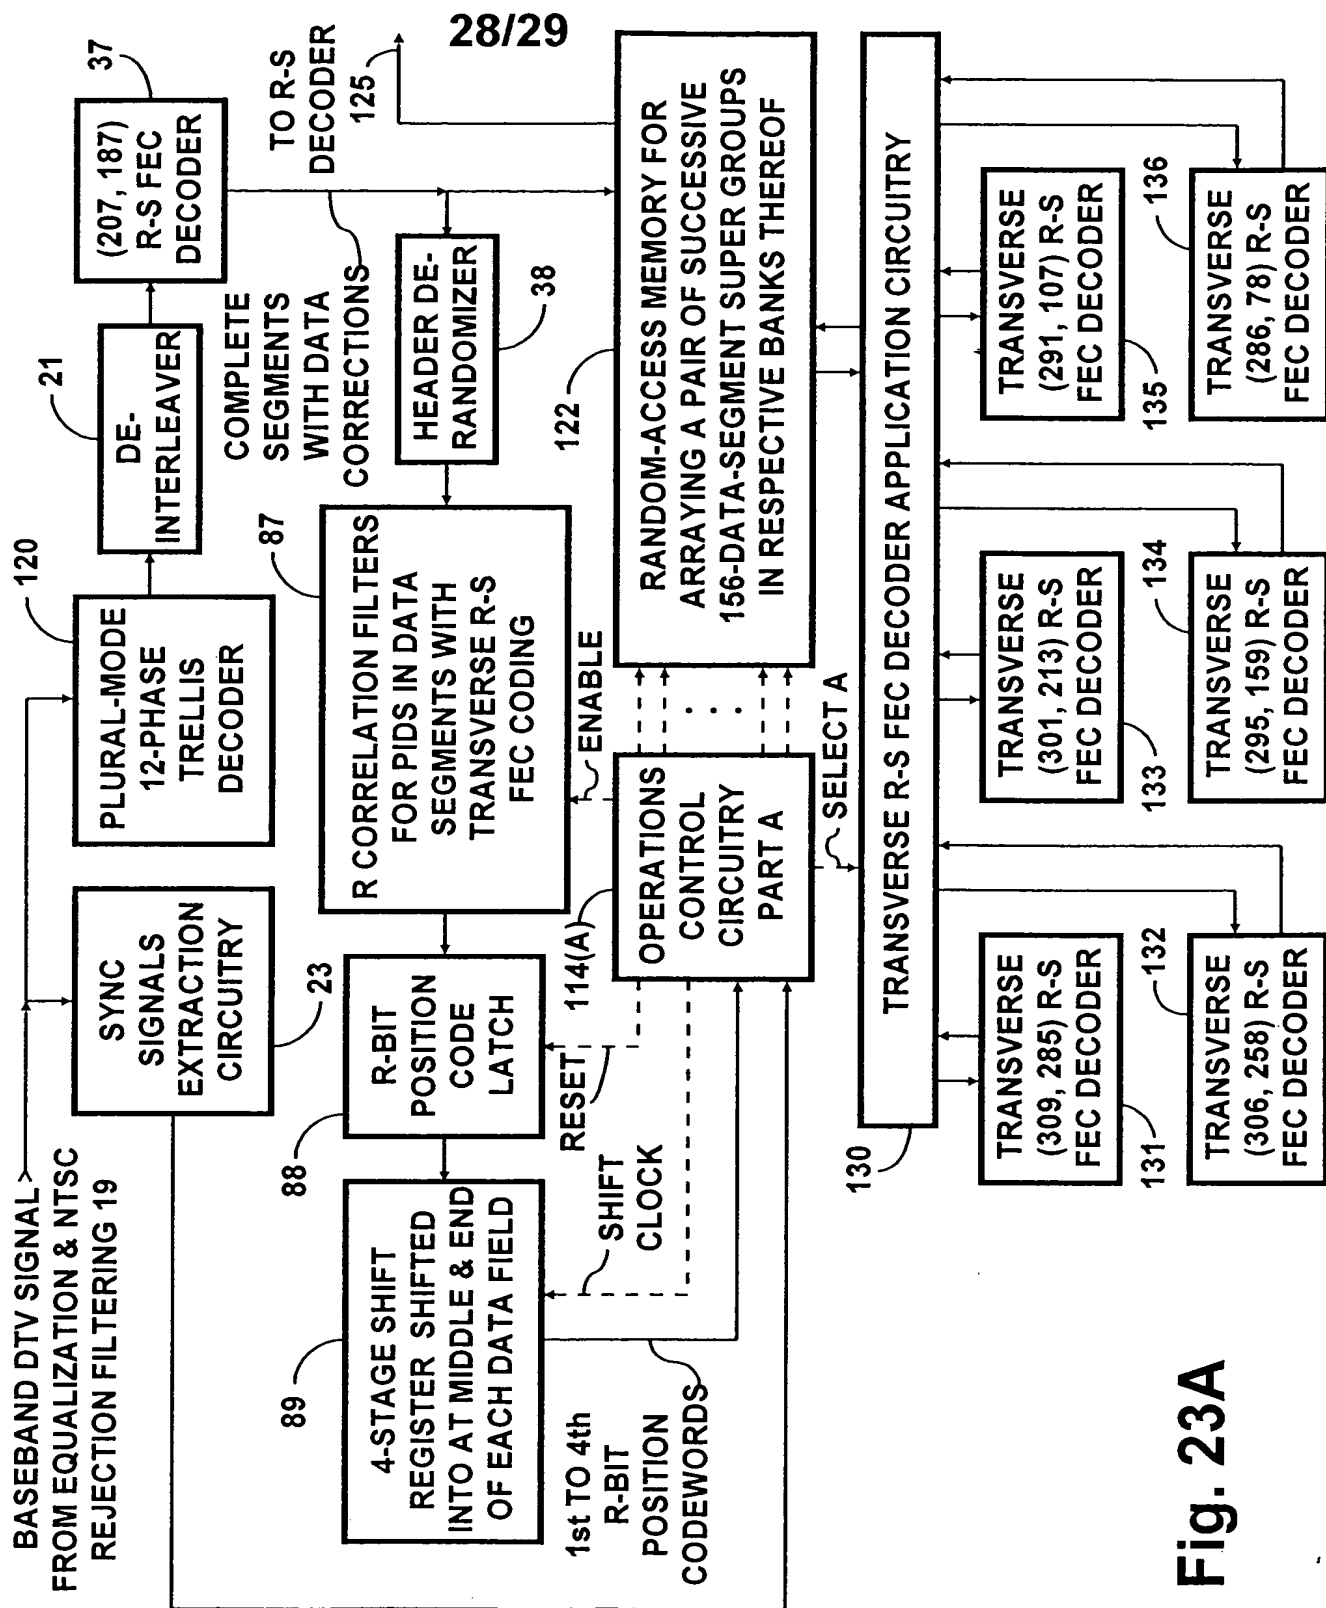 28/29
BASEBAND DTV SIGNAL >
FROM EQUALIZATION & NTSC
REJECTION FILTERING 19
SYNC
SIGNALS
EXTRACTION
CIRCUITRY
23
PLURAL-MODE
12-PHASE
TRELLIS
DECODER
120
DE-
INTERLEAVER
21
(207, 187)
R-S FEC
DECODER
37
TO R-S
DECODER
125
COMPLETE
SEGMENTS
WITH DATA
CORRECTIONS
HEADER DE-
RANDOMIZER
38
R CORRELATION FILTERS
FOR PIDS IN DATA
SEGMENTS WITH
TRANSVERSE R-S
FEC CODING
87
R-BIT
POSITION
CODE
LATCH
88
4-STAGE SHIFT
REGISTER SHIFTED
INTO AT MIDDLE & END
OF EACH DATA FIELD
89
1st TO 4th
R-BIT
POSITION
CODEWORDS
SHIFT
CLOCK
RESET
ENABLE
OPERATIONS
CONTROL
CIRCUITRY
PART A
114(A)
SELECT A
. . .
RANDOM-ACCESS MEMORY FOR
ARRAYING A PAIR OF SUCCESSIVE
156-DATA-SEGMENT SUPER GROUPS
IN RESPECTIVE BANKS THEREOF
122
TRANSVERSE R-S FEC DECODER APPLICATION CIRCUITRY
130
TRANSVERSE
(309, 285) R-S
FEC DECODER
131
TRANSVERSE
(306, 258) R-S
FEC DECODER
132
TRANSVERSE
(301, 213) R-S
FEC DECODER
133
TRANSVERSE
(295, 159) R-S
FEC DECODER
134
TRANSVERSE
(291, 107) R-S
FEC DECODER
135
TRANSVERSE
(286, 78) R-S
FEC DECODER
136
Fig. 23A